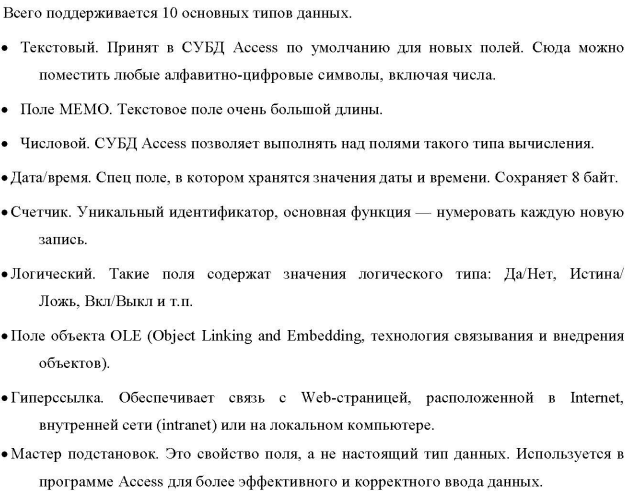 Всего поддерживается 10 основных типов данных.
• Текстовый. Принят в СУБД Access по умолчанию для новых полей. Сюда можно
поместить любые алфавитно-цифровые символы, включая числа.
• Поле МЕМО. Текстовое поле очень большой длины.
• Числовой. СУБД Access позволяет выполнять над полями такого типа вычисления.
• Дата/время. Спец поле, в котором хранятся значения даты и времени. Сохраняет 8 байт.
• Счетчик. Уникальный идентификатор, основная функция — нумеровать каждую новую
запись.
• Логический. Такие поля содержат значения логического типа: Да/Нет, Истина/
Ложь, Вкл/Выкл и т.п.
• Поле объекта OLE (Object Linking and Embedding, технология связывания и внедрения
объектов).
• Гиперссылка. Обеспечивает связь с Web-страницей, расположенной в Internet,
внутренней сети (intranet) или на локальном компьютере.
• Мастер подстановок. Это свойство поля, а не настоящий тип данных. Используется в
программе Access для более эффективного и корректного ввода данных.